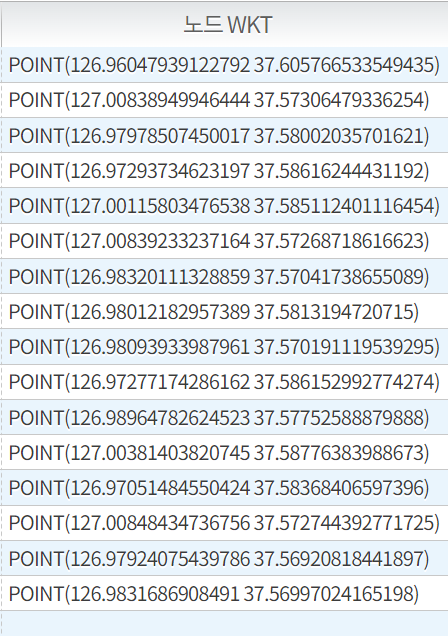 노드 WKT
POINT(126.96047939122792 37.605766533549435)
POINT(127.00838949946444 37.57306479336254)
POINT(126.97978507450017 37.58002035701621)
POINT(126.97293734623197 37.58616244431192)
POINT(127.00115803476538 37.585112401116454)
POINT(127.00839233237164 37.57268718616623)
POINT(126.98320111328859 37.57041738655089)
POINT(126.98012182957389 37.5813194720715)
POINT(126.98093933987961 37.570191119539295)
POINT(126.97277174286162 37.586152992774274)
POINT(126.98964782624523 37.57752588879888)
POINT(127.00381403820745 37.58776383988673)
POINT(126.97051484550424 37.58368406597396)
POINT(127.00848434736756 37.572744392771725)
POINT(126.97924075439786 37.56920818441897)
POINT(126.9831686908491 37.56997024165198)